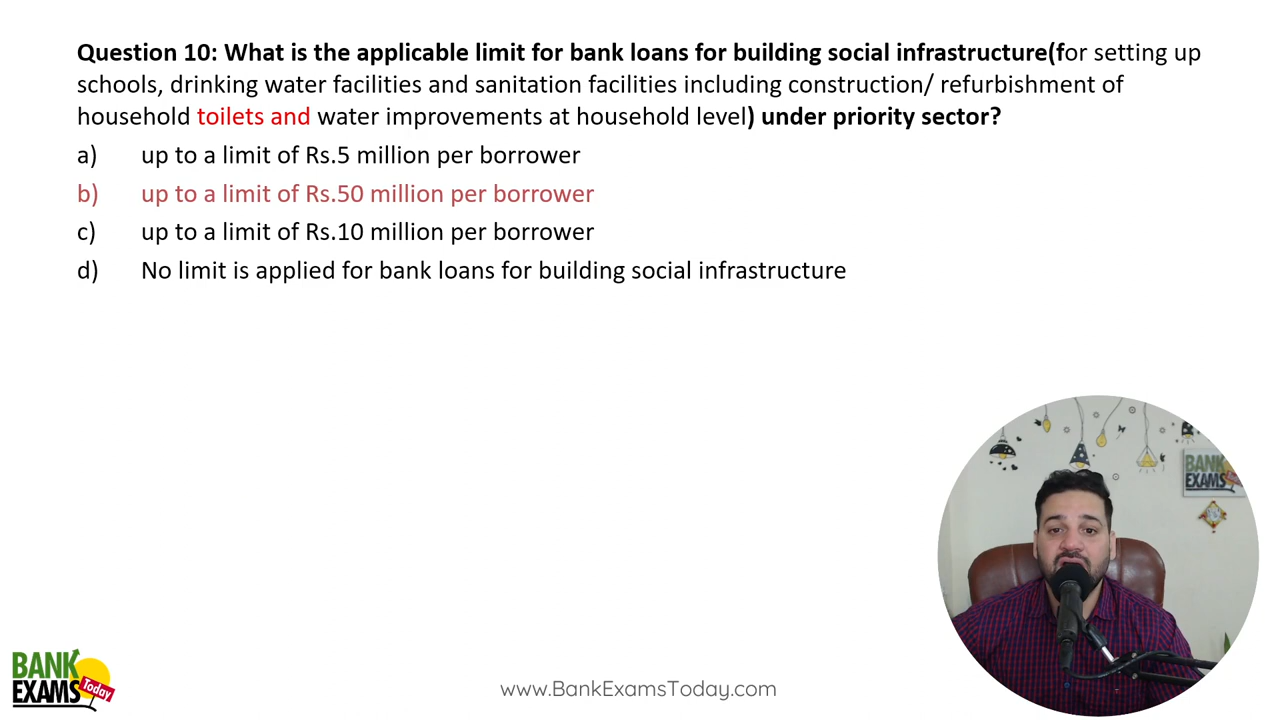 Question 10: What is the applicable limit for bank loans for building social infrastructure(for setting up
schools, drinking water facilities and sanitation facilities including construction/ refurbishment of
household toilets and water improvements at household level) under priority sector?
a) up to a limit of Rs.5 million per borrower
b) up to a limit of Rs.50 million per borrower
c) up to a limit of Rs.10 million per borrower
d) No limit is applied for bank loans for building social infrastructure
BANK
EXAMS
BANK
EXAMS
Today
www.BankExamsToday.com